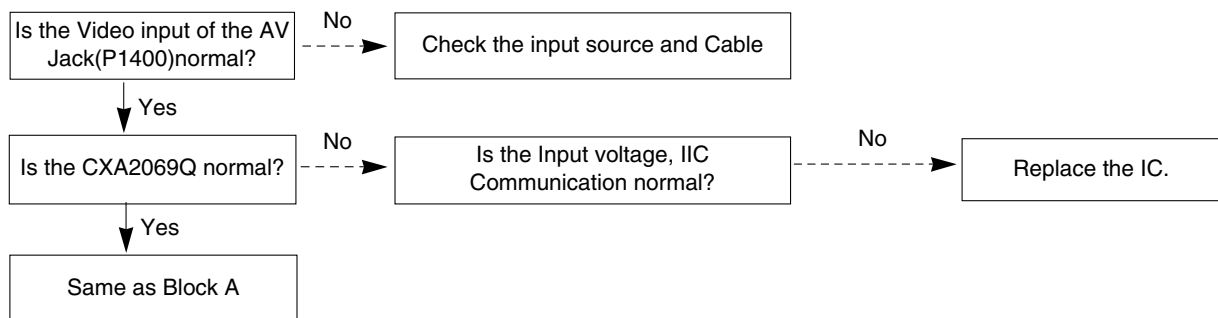 Is the Video input of the AV
Jack(P1400)normal?
No
Check the input source and Cable
Yes
Is the CXA2069Q normal?
No
Is the Input voltage, IIC
Communication normal?
No
Replace the IC.
Yes
Same as Block A